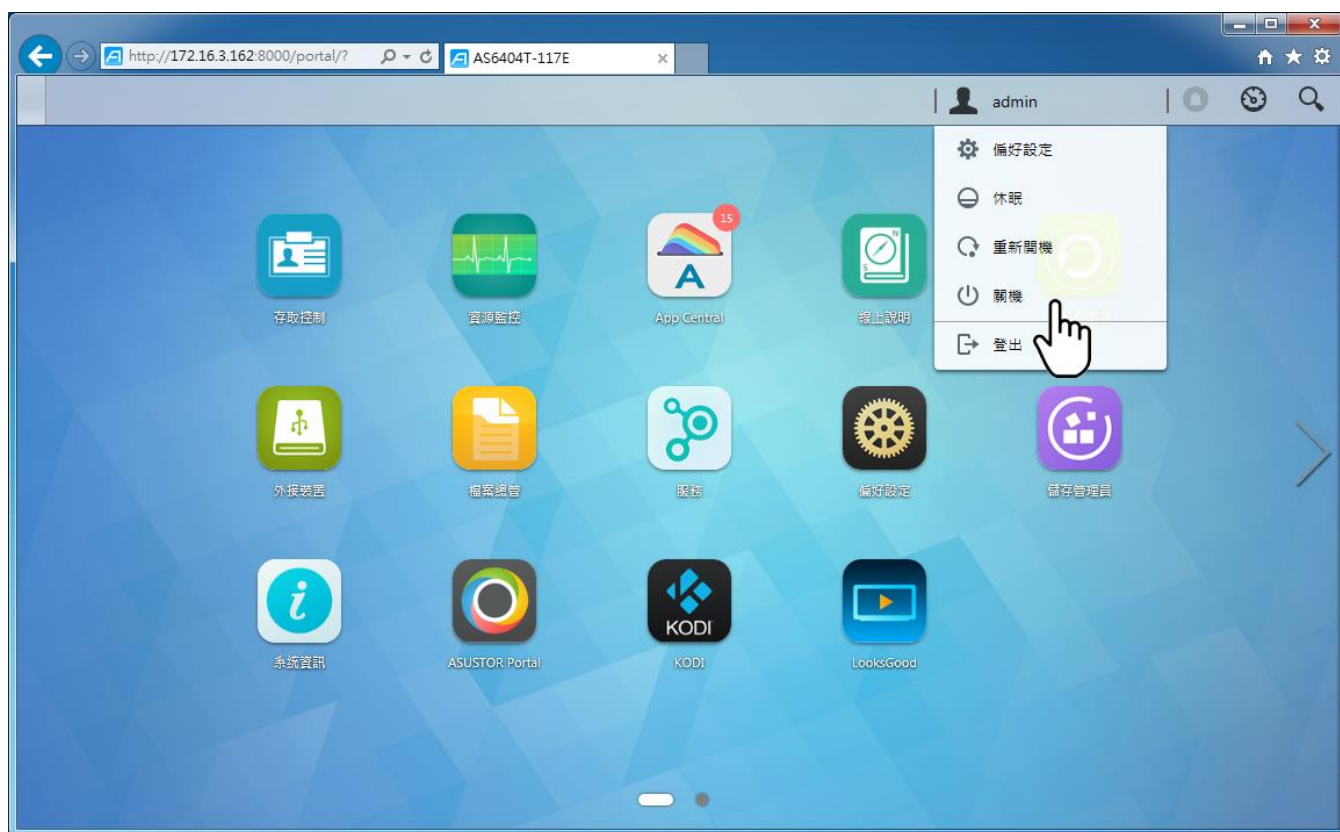 http://172.16.3.162:8000/portal/?
AS6404T-117E
admin
偏好設定
休眠
重新開機
關機
登出
15
N
S
A
存取控制
資源監控
App Central
線上說明
外接裝置
檔案總管
服務
偏好設定
儲存管理員
i
KODI
系統資訊
ASUSTOR Portal
KODI
LooksGood